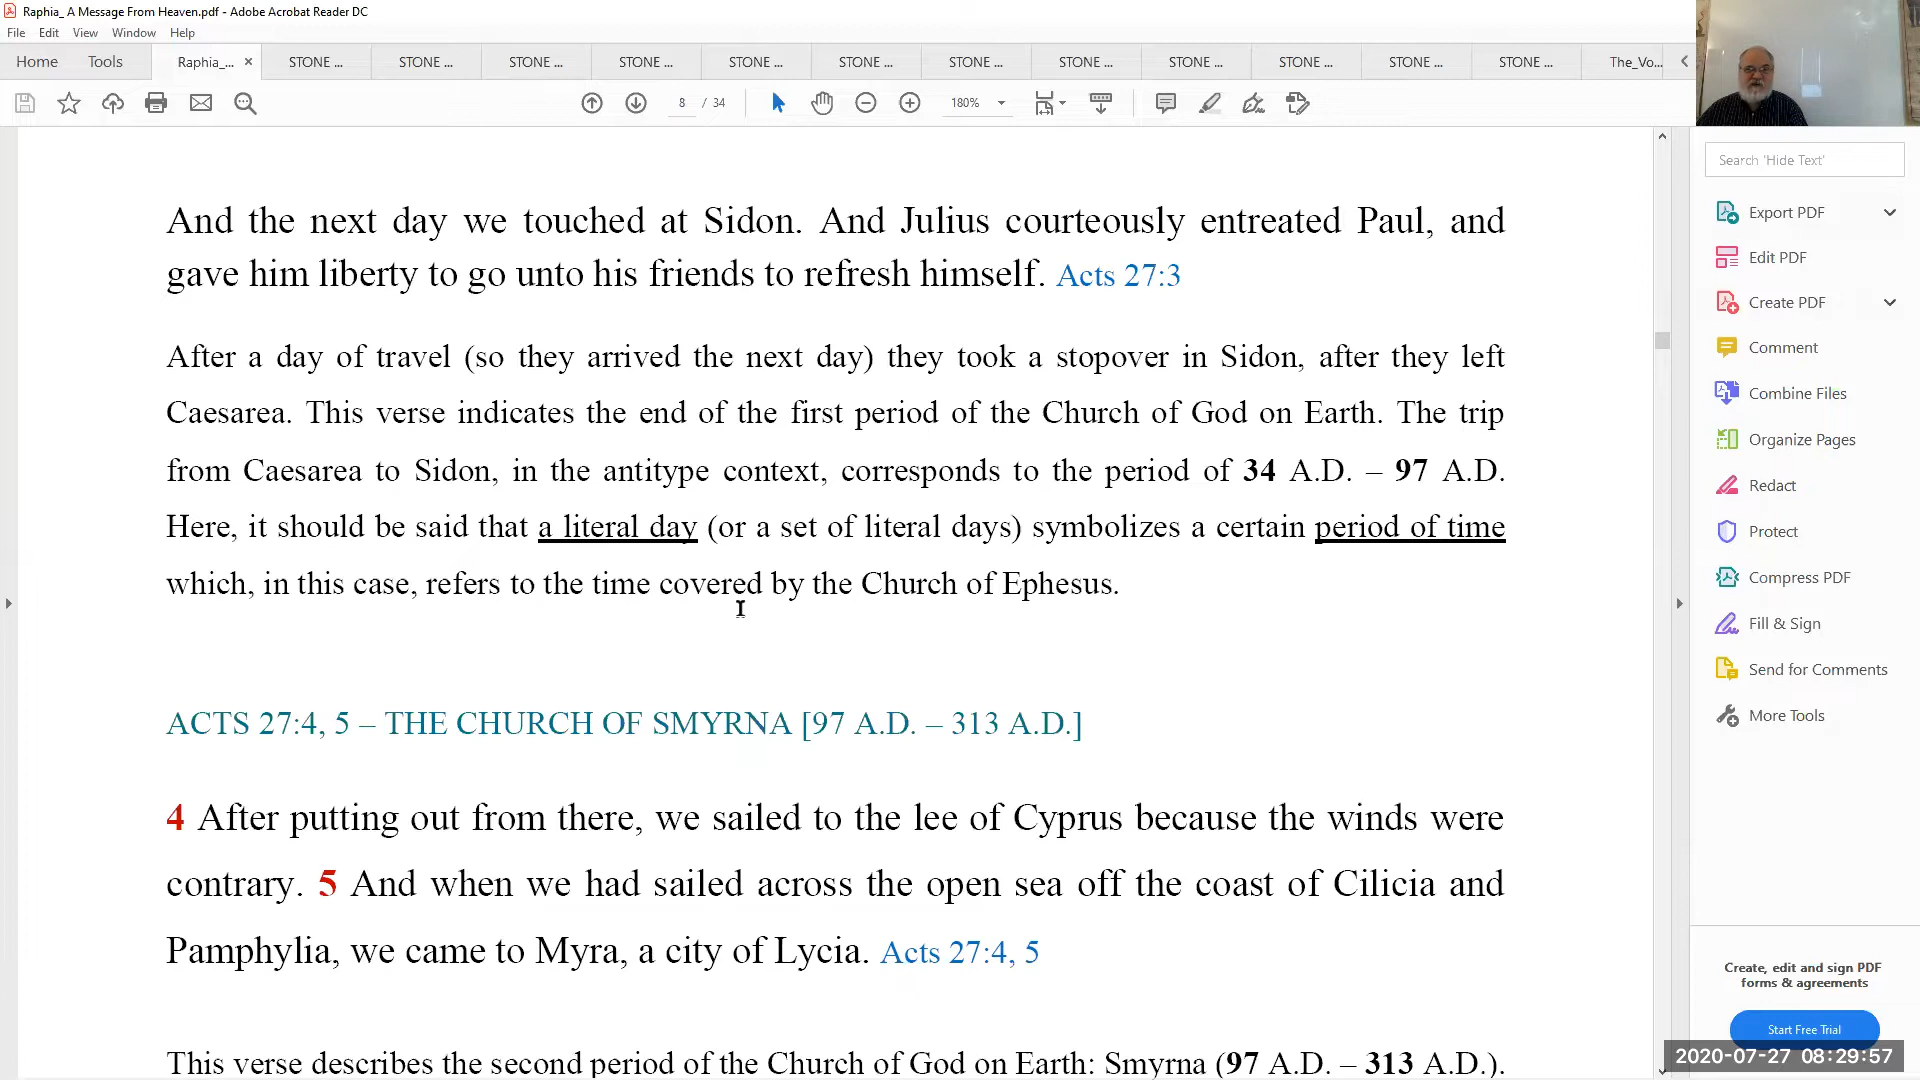 Raphia_ A Message From Heaven.pdf - Adobe Acrobat Reader DC
File Edit View Window Help
Home Tools Raphia_... × STONE ... STONE ... STONE ... STONE ... STONE ... STONE ... STONE ... STONE ... STONE ... STONE ... STONE ... STONE ... The_Vo...
8 / 34 180%
Search 'Hide Text'
And the next day we touched at Sidon. And Julius courteously entreated Paul, and
gave him liberty to go unto his friends to refresh himself. Acts 27:3
After a day of travel (so they arrived the next day) they took a stopover in Sidon, after they left
Caesarea. This verse indicates the end of the first period of the Church of God on Earth. The trip
from Caesarea to Sidon, in the antitype context, corresponds to the period of 34 A.D. – 97 A.D.
Here, it should be said that a literal day (or a set of literal days) symbolizes a certain period of time
which, in this case, refers to the time covered by the Church of Ephesus.
ACTS 27:4, 5 – THE CHURCH OF SMYRNA [97 A.D. – 313 A.D.]
4 After putting out from there, we sailed to the lee of Cyprus because the winds were
contrary. 5 And when we had sailed across the open sea off the coast of Cilicia and
Pamphylia, we came to Myra, a city of Lycia. Acts 27:4, 5
This verse describes the second period of the Church of God on Earth: Smyrna (97 A.D. – 313 A.D.).
Export PDF
Edit PDF
Create PDF
Comment
Combine Files
Organize Pages
Redact
Protect
Compress PDF
Fill & Sign
Send for Comments
More Tools
Create, edit and sign PDF
forms & agreements
Start Free Trial
2020-07-27 08:29:57